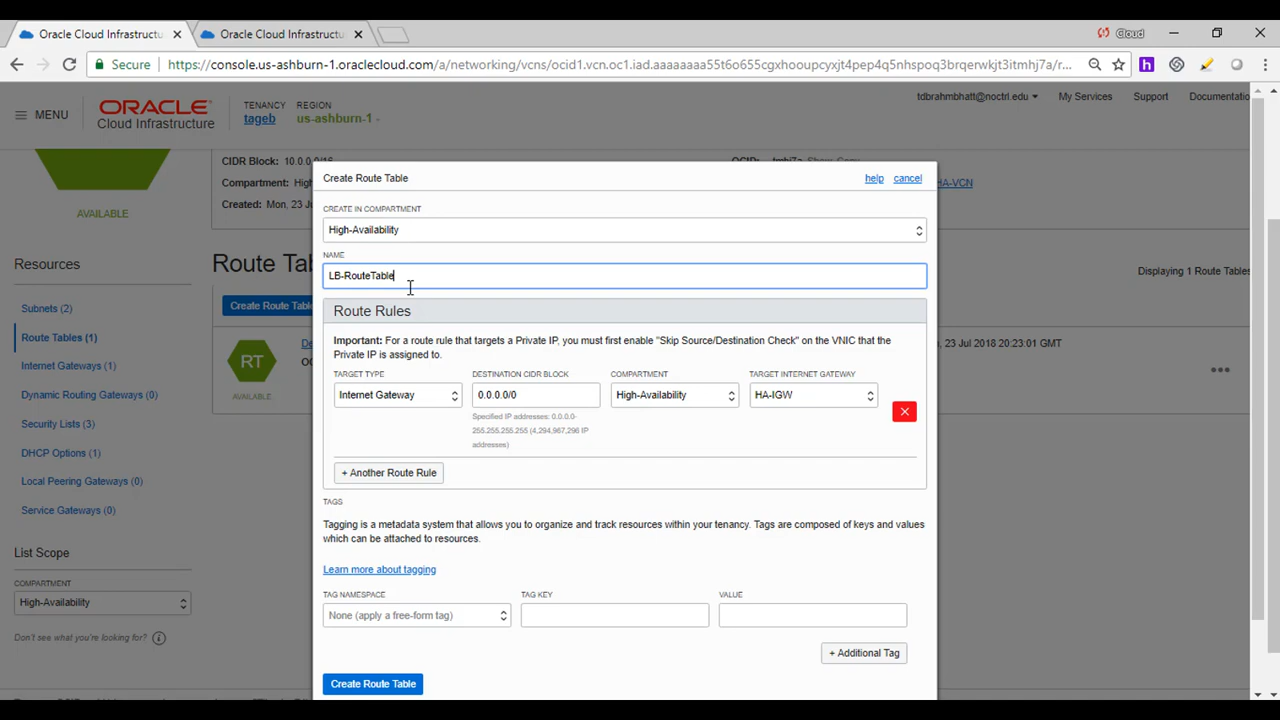 Oracle Cloud Infrastructu
Oracle Cloud Infrastructu
Cloud
Secure
https://console.us-ashburn-1.oraclecloud.com/a/networking/vcns/ocid1.vcn.oc1.iad.aaaaaaaa55t6o655cgxhooupcyxjt4pep4q5nhspoq3brqerwkjt3itmhj7a/r...
MENU
ORACLE
Cloud Infrastructure
TENANCY
tageb
REGION
us-ashburn-1
tdbrahmbhatt@noctrl.edu
My Services
Support
Documentatio
AVAILABLE
CIDR Block: 10.0.0.0/16
Compartment: High
Created: Mon, 23 Jul
HA-VCN
Resources
Subnets (2)
Route Tables (1)
Internet Gateways (1)
Dynamic Routing Gateways (0)
Security Lists (3)
DHCP Options (1)
Local Peering Gateways (0)
Service Gateways (0)
List Scope
COMPARTMENT
High-Availability
Don't see what you're looking for?
Route Tab
Displaying 1 Route Tables
Create Route Table
RT
AVAILABLE
De
, 23 Jul 2018 20:23:01 GMT
Create Route Table
help
cancel
CREATE IN COMPARTMENT
High-Availability
NAME
LB-RouteTable
Route Rules
Important: For a route rule that targets a Private IP, you must first enable "Skip Source/Destination Check" on the VNIC that the
Private IP is assigned to.
TARGET TYPE
DESTINATION CIDR BLOCK
COMPARTMENT
TARGET INTERNET GATEWAY
Internet Gateway
0.0.0.0/0
High-Availability
HA-IGW
Specified IP addresses: 0.0.0.0-
255.255.255.255 (4,294,967,296 IP
addresses)
+ Another Route Rule
TAGS
Tagging is a metadata system that allows you to organize and track resources within your tenancy. Tags are composed of keys and values
which can be attached to resources.
Learn more about tagging
TAG NAMESPACE
TAG KEY
VALUE
None (apply a free-form tag)
+ Additional Tag
Create Route Table